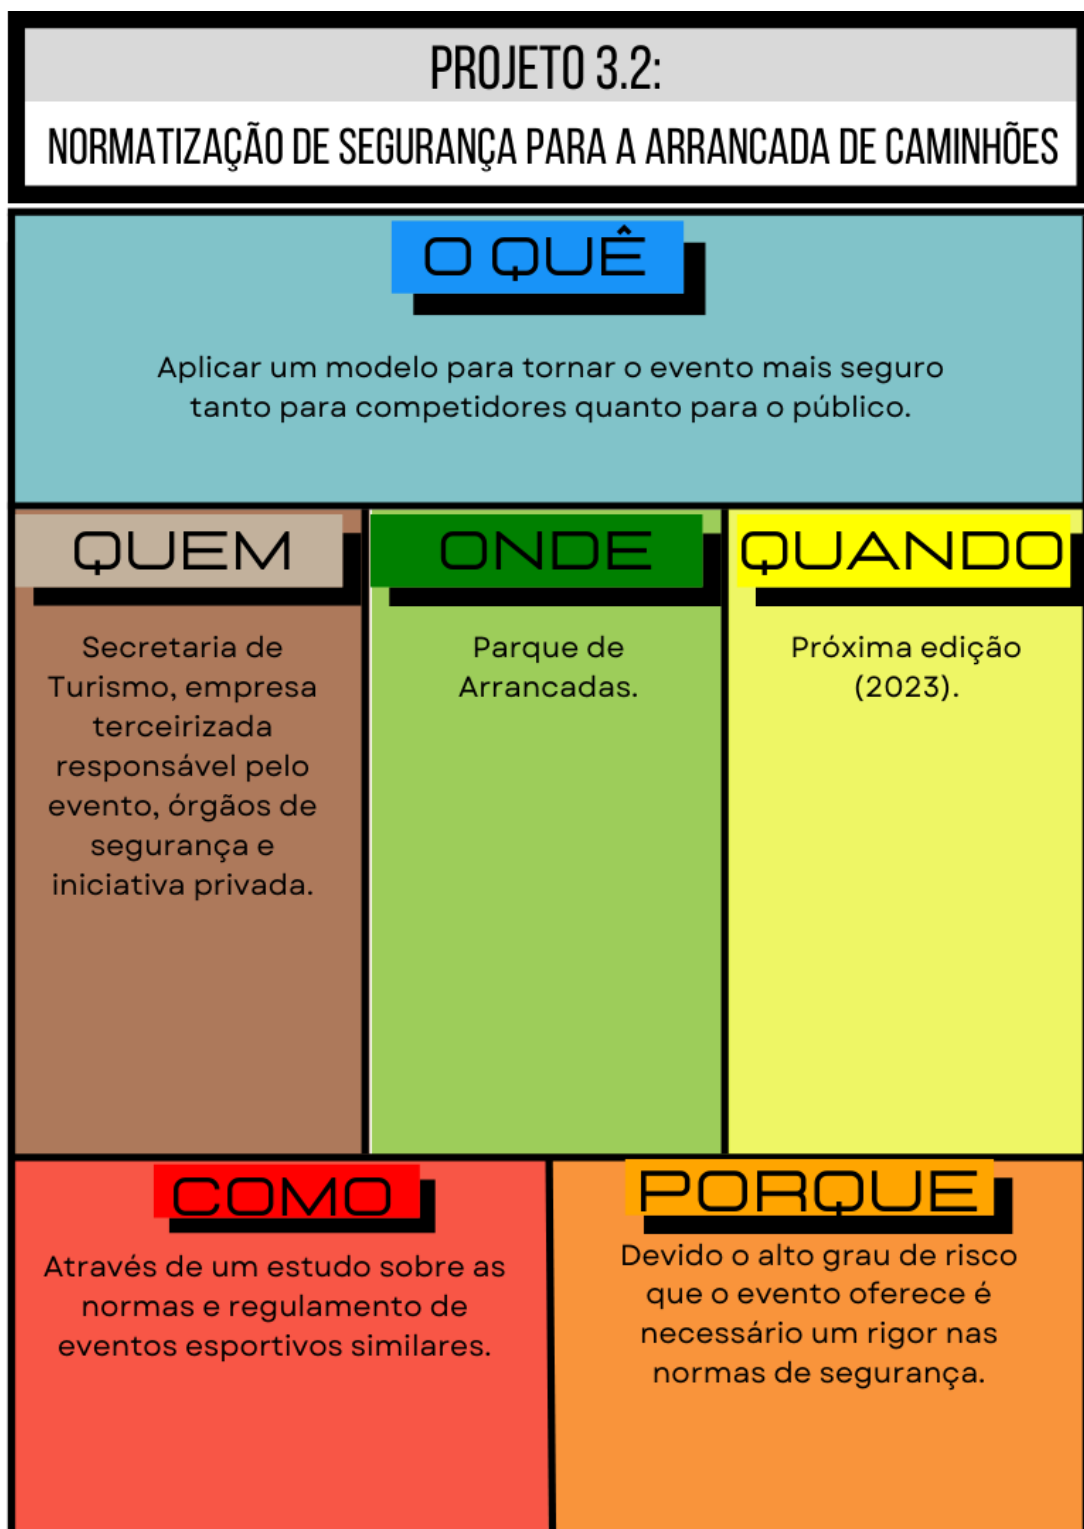 PROJETO 3.2:
NORMATIZAÇÃO DE SEGURANÇA PARA A ARRANCADA DE CAMINHÕES
O QUÊ
Aplicar um modelo para tornar o evento mais seguro
tanto para competidores quanto para o público.
QUEM
Secretaria de
Turismo, empresa
terceirizada
responsável pelo
evento, órgãos de
segurança e
iniciativa privada.
ONDE
Parque de
Arrancadas.
QUANDO
Próxima edição
(2023).
COMO
Através de um estudo sobre as
normas e regulamento de
eventos esportivos similares.
PORQUE
Devido o alto grau de risco
que o evento oferece é
necessário um rigor nas
normas de segurança.